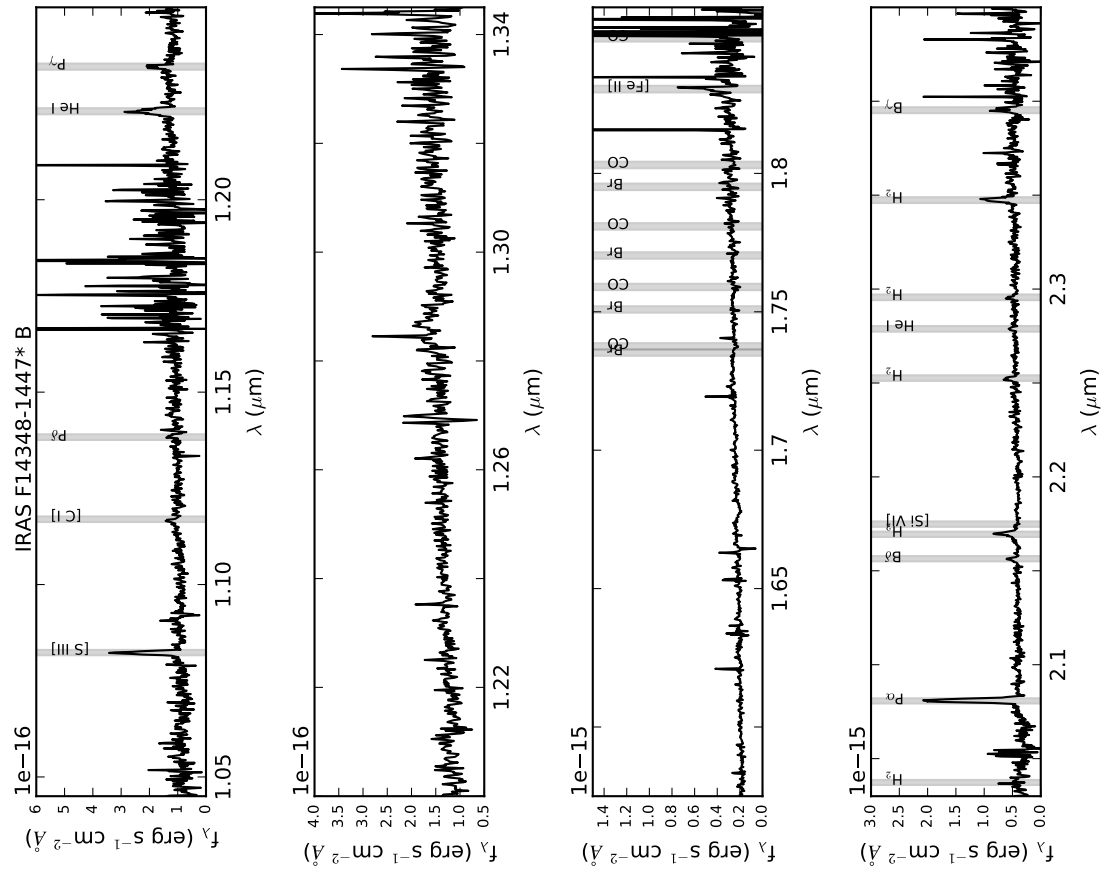 IRAS F14348-1447* B
1e−16
6
5
4
3
2
1
0
f_λ (erg s⁻¹ cm⁻² Å)
[S III]
[C I]
P_δ
He I
P_γ
1.05
1.10
1.15
1.20
λ (μm)
1e−16
4.0
3.5
3.0
2.5
2.0
1.5
1.0
0.5
f_λ (erg s⁻¹ cm⁻² Å)
1.22
1.26
1.30
1.34
λ (μm)
1e−15
1.4
1.2
1.0
0.8
0.6
0.4
0.2
0.0
f_λ (erg s⁻¹ cm⁻² Å)
Br
CO
Br
CO
Br
CO
Br
CO
[Fe II]
CO
1.65
1.7
1.75
1.8
λ (μm)
1e−15
3.0
2.5
2.0
1.5
1.0
0.5
0.0
f_λ (erg s⁻¹ cm⁻² Å)
H₂
P_α
B_δ
H₂
[Si VI]
H₂
He I
H₂
H₂
B_γ
2.1
2.2
2.3
λ (μm)